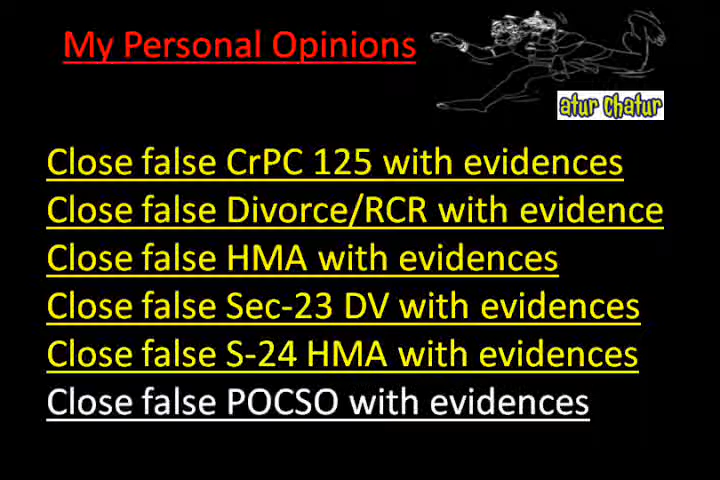 My Personal Opinions
atur Chatur
Close false CrPC 125 with evidences
Close false Divorce/RCR with evidence
Close false HMA with evidences
Close false Sec-23 DV with evidences
Close false S-24 HMA with evidences
Close false POCSO with evidences